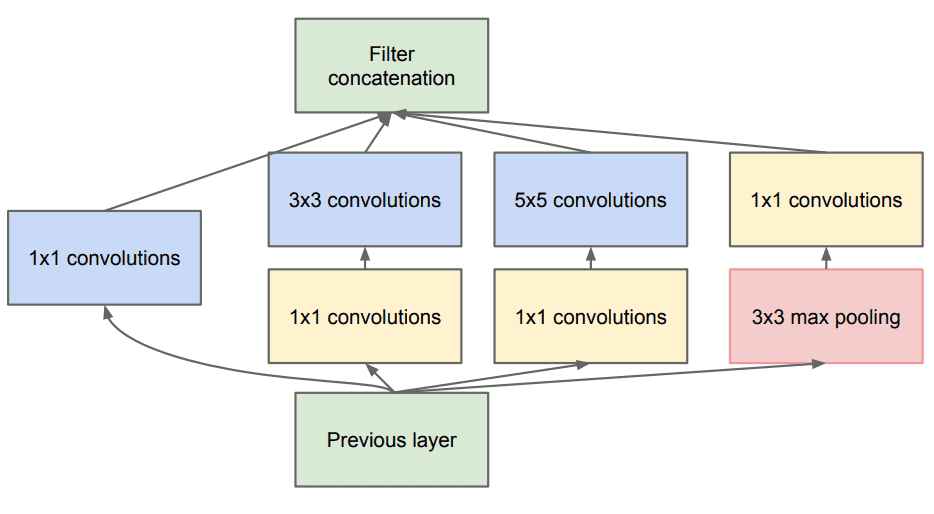 Filter
concatenation
3x3 convolutions
5x5 convolutions
1x1 convolutions
1x1 convolutions
1x1 convolutions
1x1 convolutions
3x3 max pooling
Previous layer